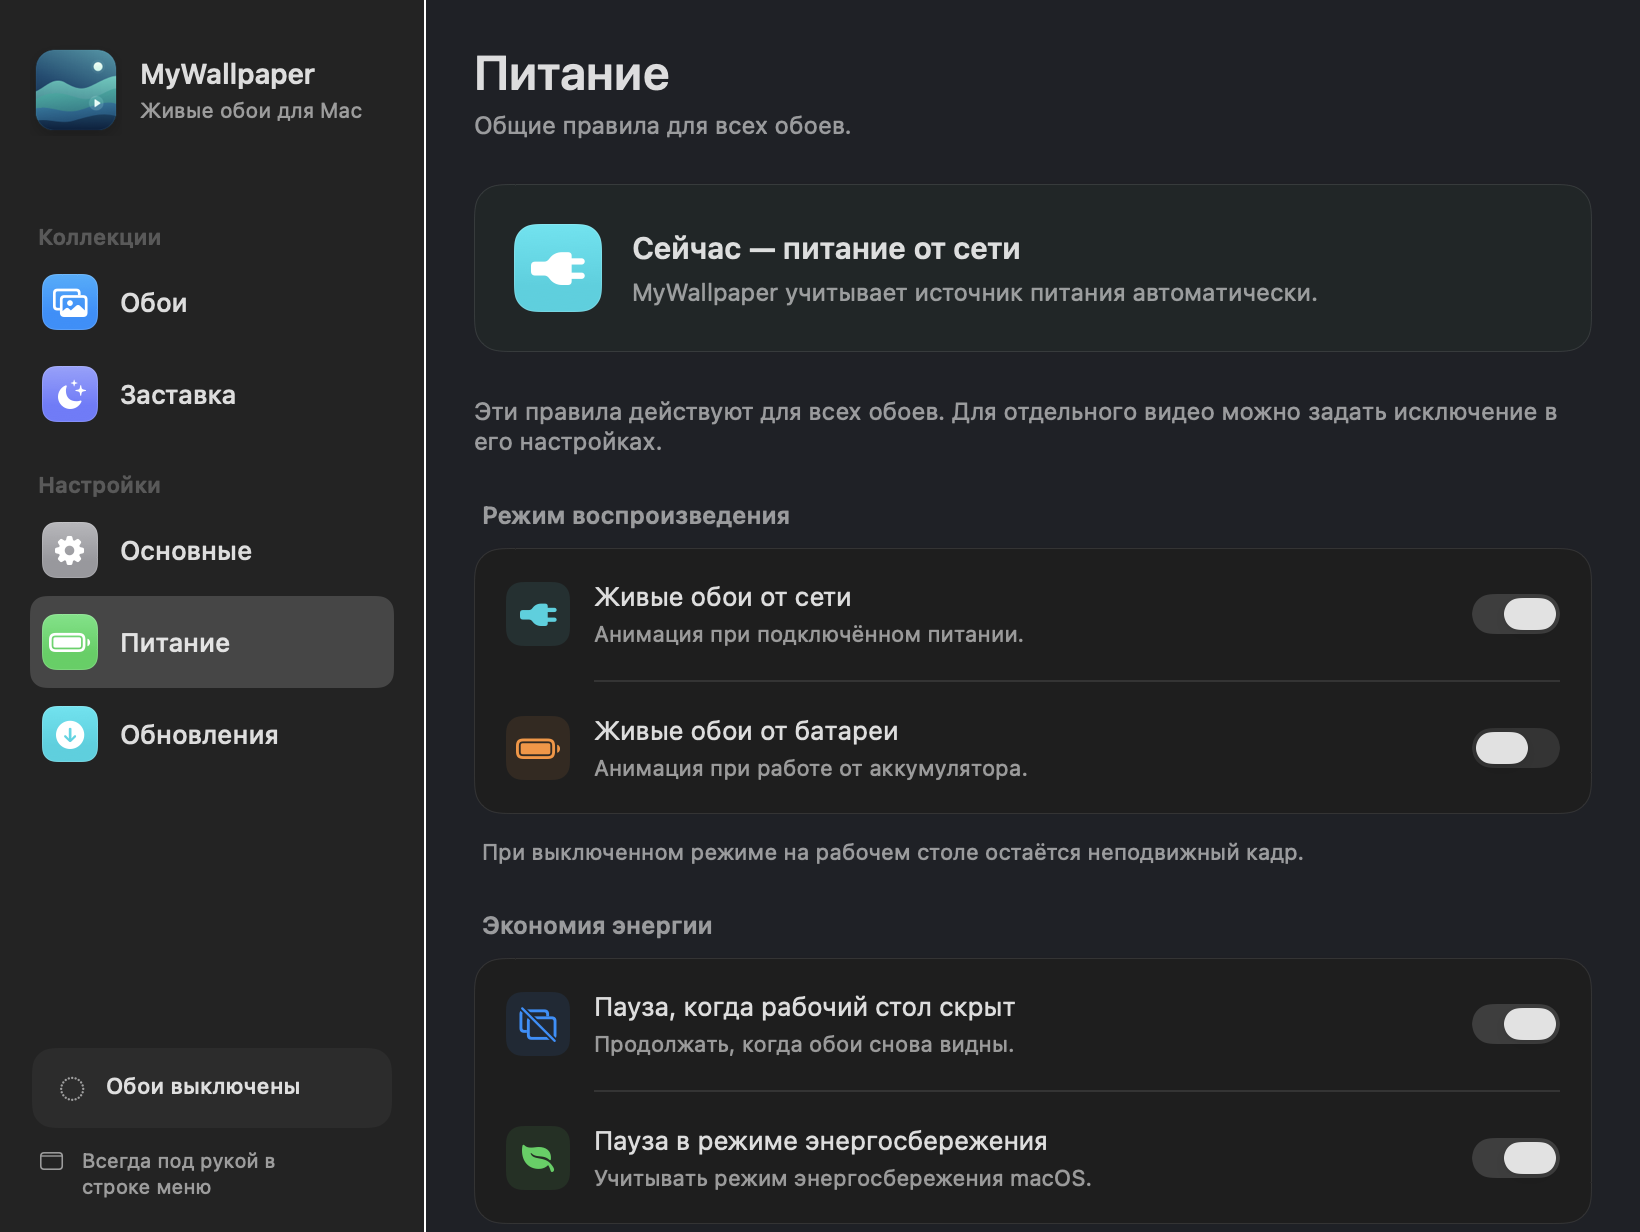 MyWallpaper
Живые обои для Mac
Коллекции
Обои
Заставка
Настройки
Основные
Питание
Обновления
Обои выключены
Всегда под рукой в
строке меню
Питание
Общие правила для всех обоев.
Сейчас — питание от сети
MyWallpaper учитывает источник питания автоматически.
Эти правила действуют для всех обоев. Для отдельного видео можно задать исключение в
его настройках.
Режим воспроизведения
Живые обои от сети
Анимация при подключённом питании.
Живые обои от батареи
Анимация при работе от аккумулятора.
При выключенном режиме на рабочем столе остаётся неподвижный кадр.
Экономия энергии
Пауза, когда рабочий стол скрыт
Продолжать, когда обои снова видны.
Пауза в режиме энергосбережения
Учитывать режим энергосбережения macOS.